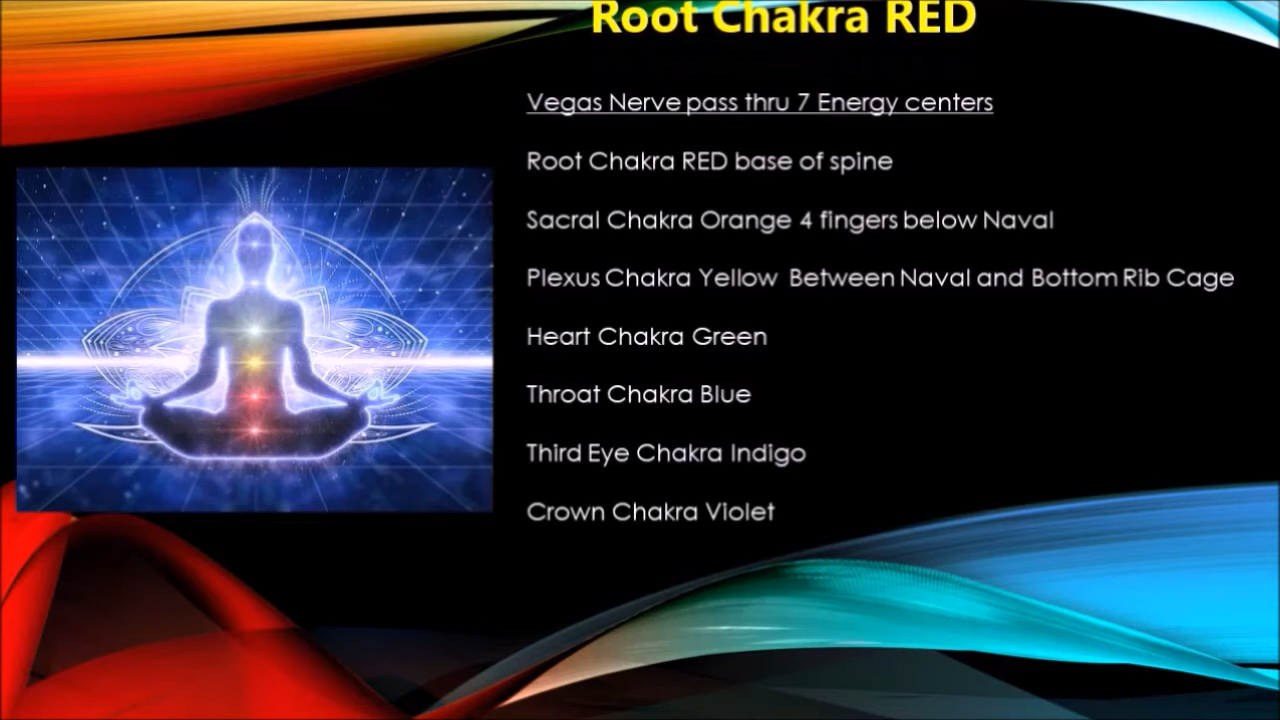 Root Chakra RED
Vegas Nerve pass thru 7 Energy centers
Root Chakra RED base of spine
Sacral Chakra Orange 4 fingers below Naval
Plexus Chakra Yellow Between Naval and Bottom Rib Cage
Heart Chakra Green
Throat Chakra Blue
Third Eye Chakra Indigo
Crown Chakra Violet